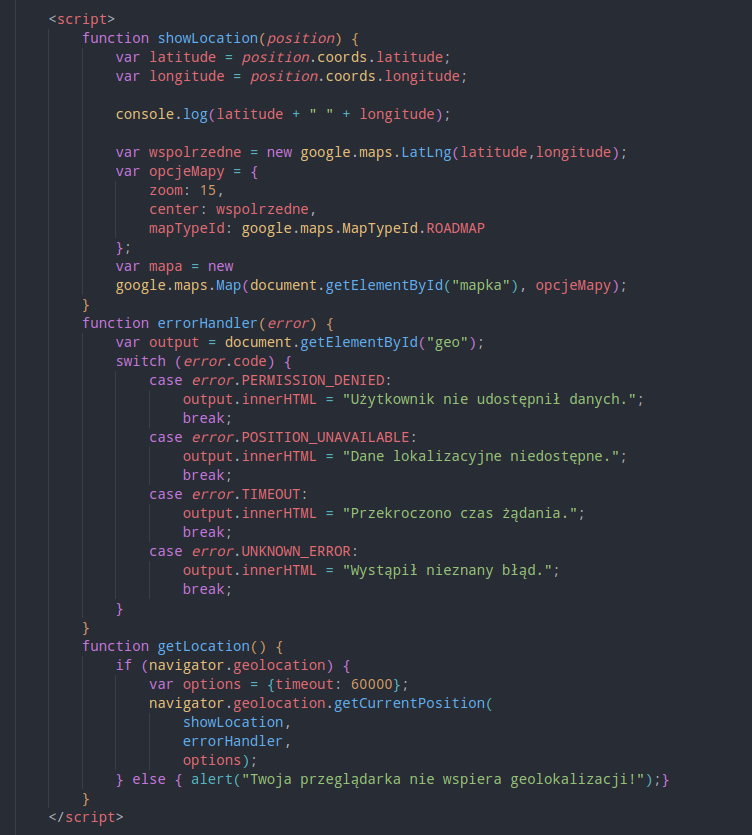 <script>
function showLocation(position) {
var latitude = position.coords.latitude;
var longitude = position.coords.longitude;
console.log(latitude + " " + longitude);
var wspolrzedne = new google.maps.LatLng(latitude,longitude);
var opcjeMapy = {
zoom: 15,
center: wspolrzedne,
mapTypeId: google.maps.MapTypeId.ROADMAP
};
var mapa = new
google.maps.Map(document.getElementById("mapka"), opcjeMapy);
}
function errorHandler(error) {
var output = document.getElementById("geo");
switch (error.code) {
case error.PERMISSION_DENIED:
output.innerHTML = "Użytkownik nie udostępnił danych.";
break;
case error.POSITION_UNAVAILABLE:
output.innerHTML = "Dane lokalizacyjne niedostępne.";
break;
case error.TIMEOUT:
output.innerHTML = "Przekroczono czas żądania.";
break;
case error.UNKNOWN_ERROR:
output.innerHTML = "Wystąpił nieznany błąd.";
break;
}
}
function getLocation() {
if (navigator.geolocation) {
var options = {timeout: 60000};
navigator.geolocation.getCurrentPosition(
showLocation,
errorHandler,
options);
} else { alert("Twoja przeglądarka nie wspiera geolokalizacji!");}
}
</script>